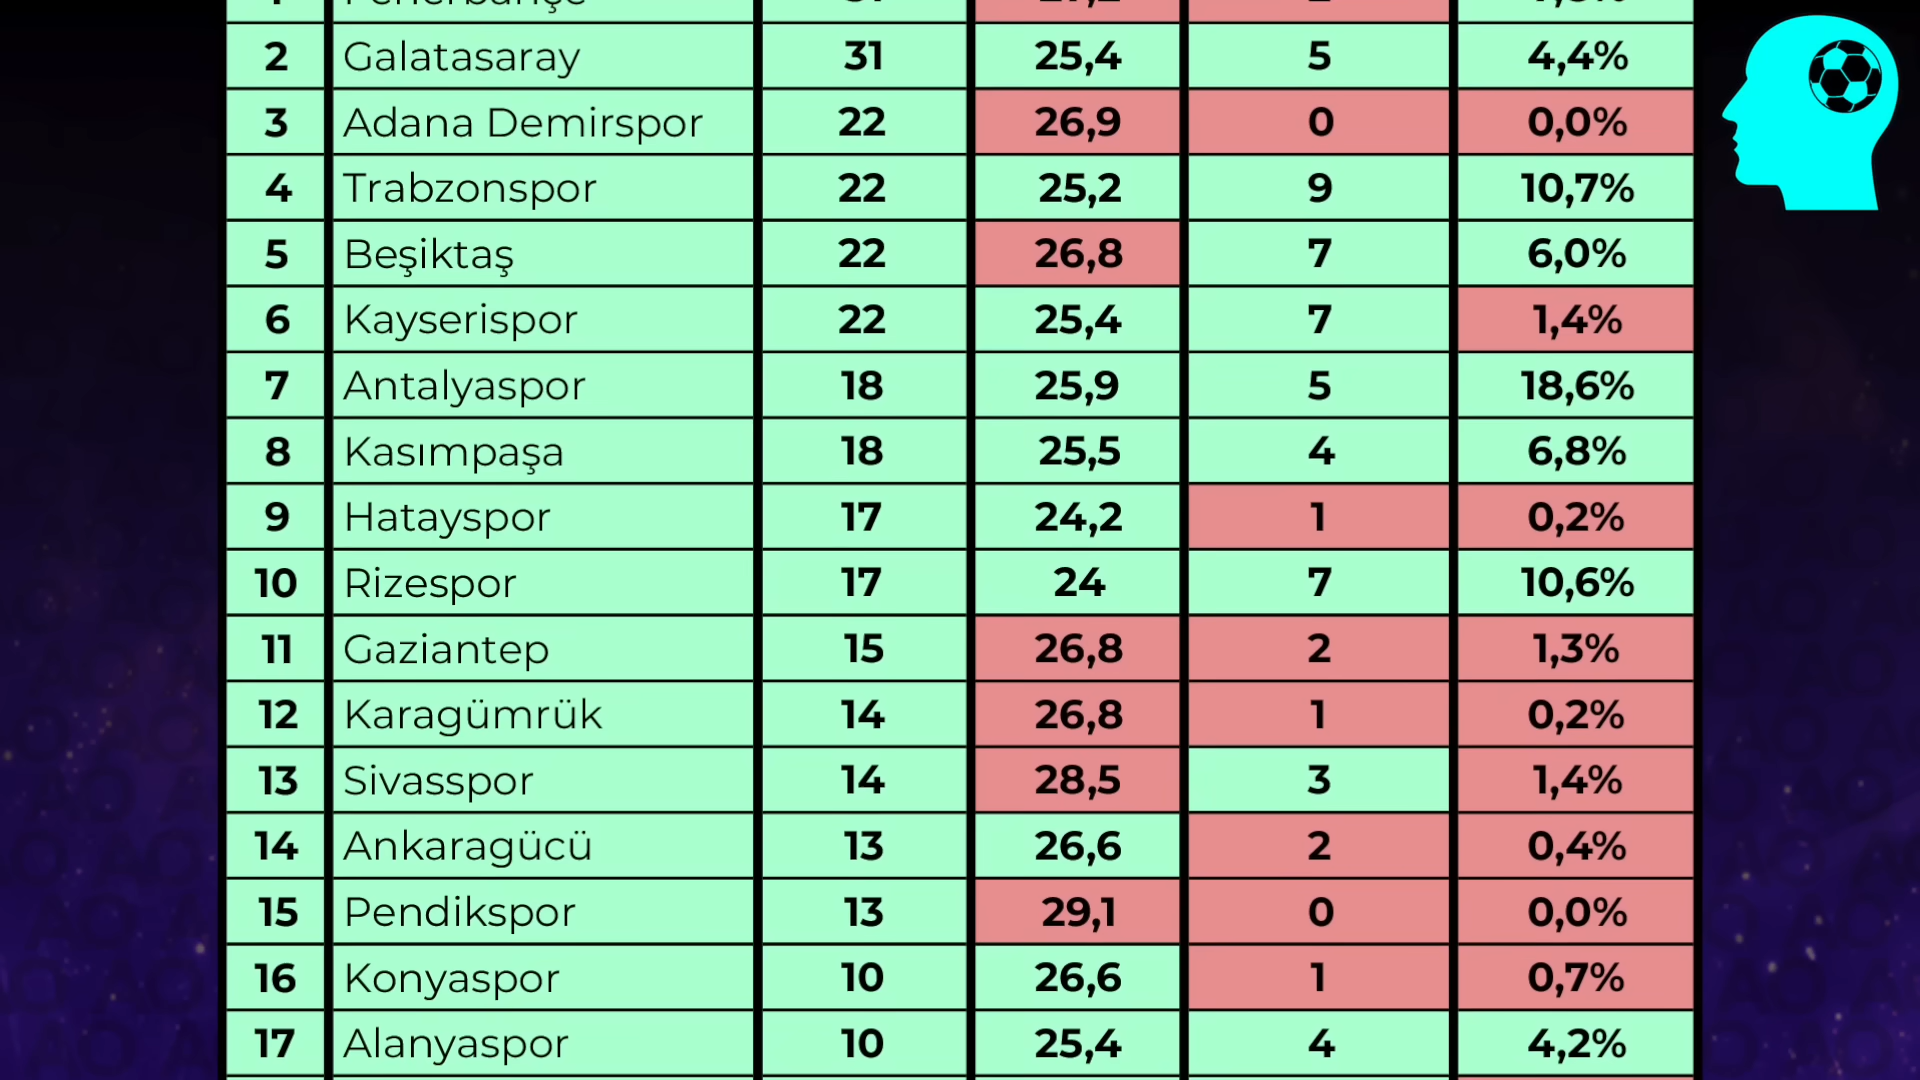 Fenerbahçe
2 Galatasaray 31 25,4 5 4,4%
3 Adana Demirspor 22 26,9 0 0,0%
4 Trabzonspor 22 25,2 9 10,7%
5 Beşiktaş 22 26,8 7 6,0%
6 Kayserispor 22 25,4 7 1,4%
7 Antalyaspor 18 25,9 5 18,6%
8 Kasımpaşa 18 25,5 4 6,8%
9 Hatayspor 17 24,2 1 0,2%
10 Rizespor 17 24 7 10,6%
11 Gaziantep 15 26,8 2 1,3%
12 Karagümrük 14 26,8 1 0,2%
13 Sivasspor 14 28,5 3 1,4%
14 Ankaragücü 13 26,6 2 0,4%
15 Pendikspor 13 29,1 0 0,0%
16 Konyaspor 10 26,6 1 0,7%
17 Alanyaspor 10 25,4 4 4,2%